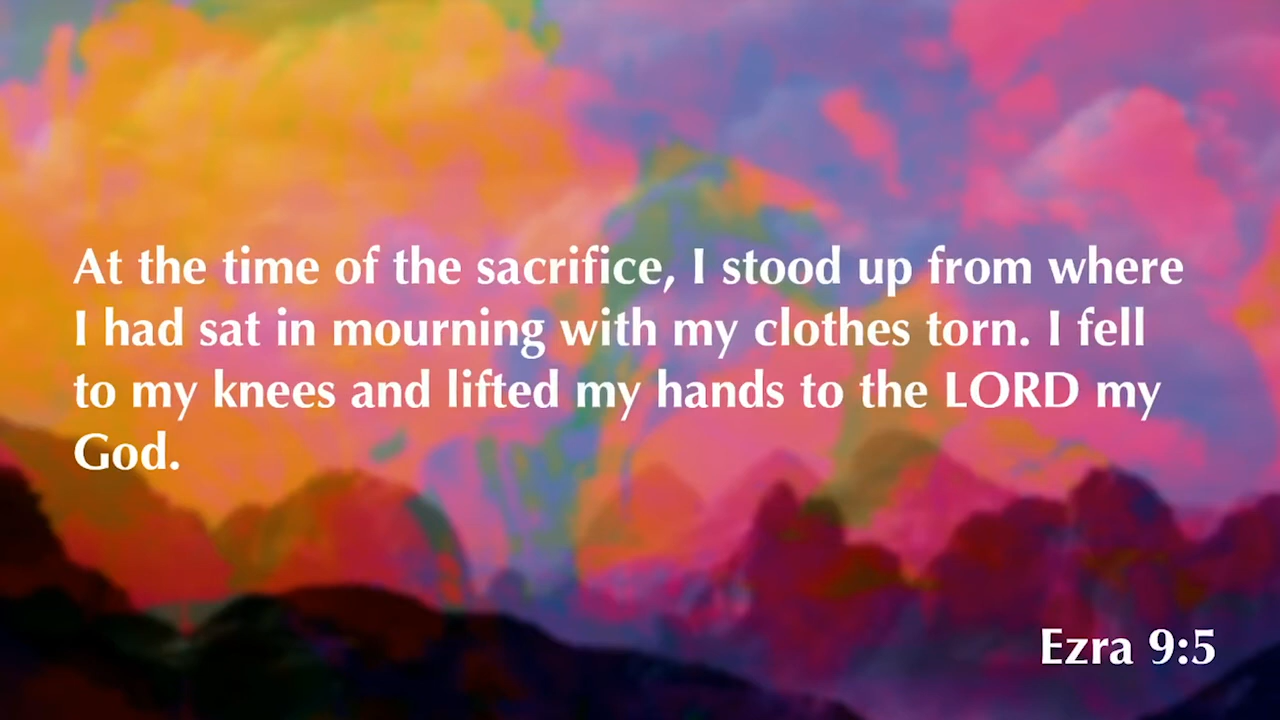 At the time of the sacrifice, I stood up from where
I had sat in mourning with my clothes torn. I fell
to my knees and lifted my hands to the LORD my
God.
Ezra 9:5